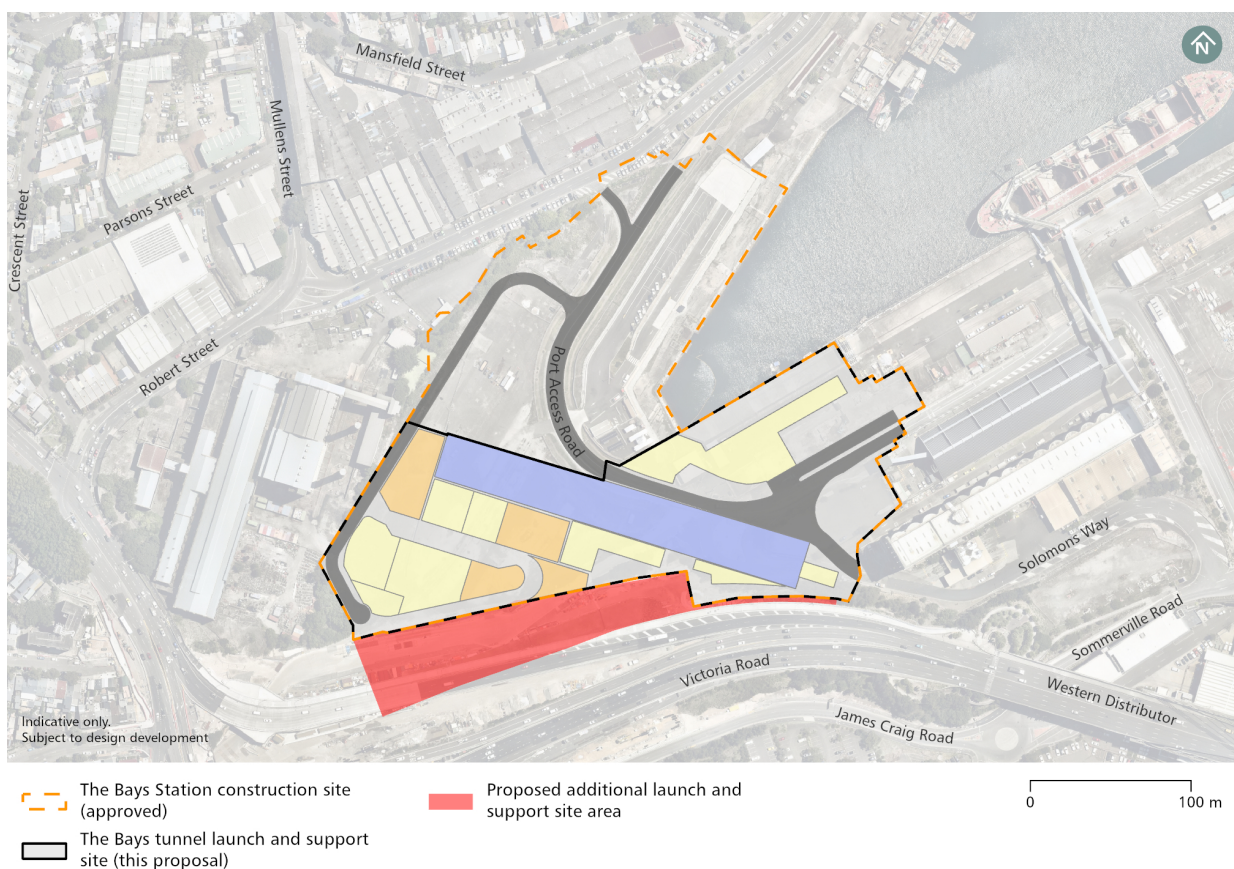 N
Mansfield Street
Mullens Street
Crescent Street
Parsons Street
Robert Street
Port Access Road
Solomons Way
Sommerville Road
Victoria Road
Western Distributor
James Craig Road
Indicative only.
Subject to design development
The Bays Station construction site
(approved)
The Bays tunnel launch and support
site (this proposal)
Proposed additional launch and
support site area
0
100 m